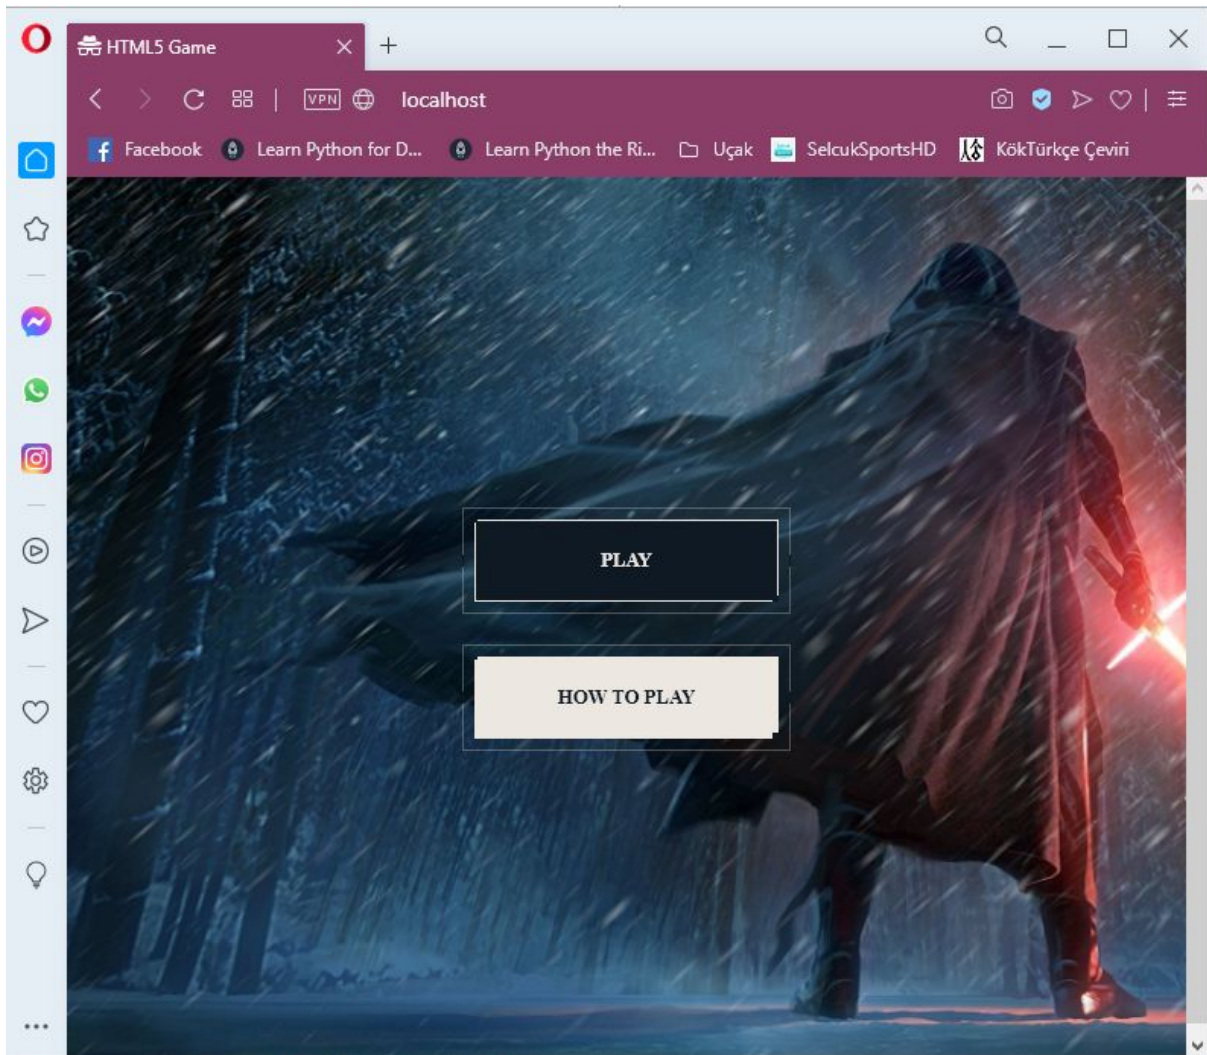 HTML5 Game
VPN localhost
Facebook Learn Python for D... Learn Python the Ri... Uçak SelcukSportsHD KökTürkçe Çeviri
PLAY
HOW TO PLAY